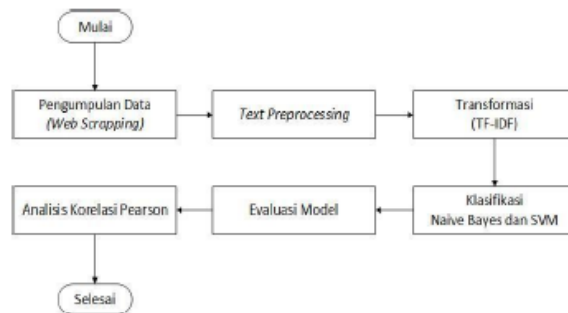 Mulai
Pengumpulan Data
(Web Scrapping)
Text Preprocessing
Transformasi
(TF-IDF)
Klasifikasi
Naive Bayes dan SVM
Evaluasi Model
Analisis Korelasi Pearson
Selesai